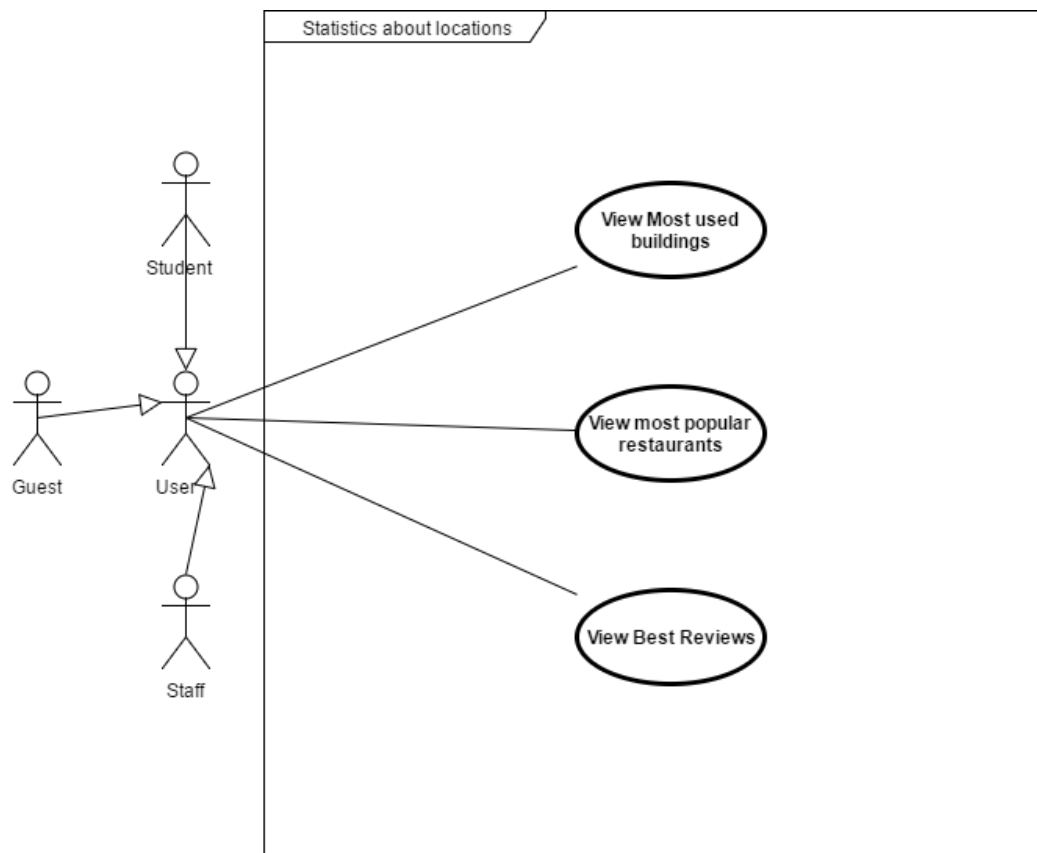 Statistics about locations
Student
Guest
User
Staff
View Most used
buildings
View most popular
restaurants
View Best Reviews